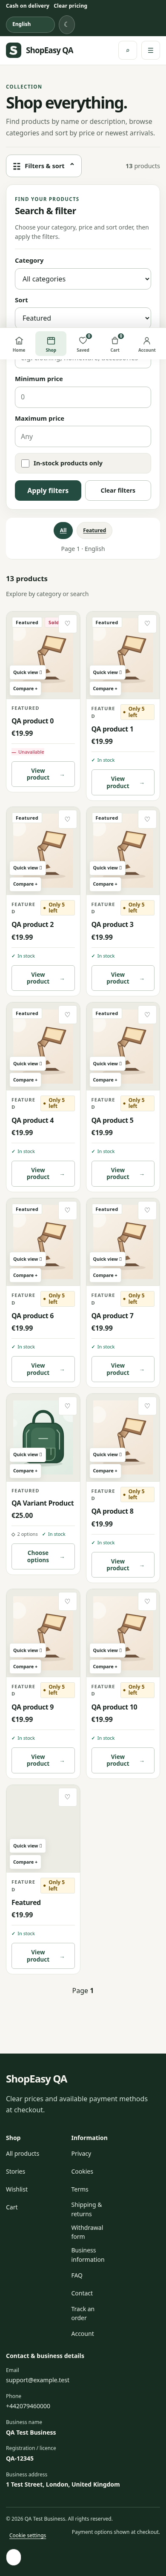 Cash on delivery Clear pricing
English
S ShopEasy QA
COLLECTION
Shop everything.
Find products by name or description, browse
categories and sort by price or newest arrivals.
Filters & sort
13 products
FIND YOUR PRODUCTS
Search & filter
Choose your category, price and sort order; then
apply the filters.
Category
All categories
Sort
Featured
Home
Shop
0
Saved
0
Cart
Account
Minimum price
0
Maximum price
Any
In-stock products only
Apply filters
Clear filters
All
Featured
Page 1 · English
13 products
Explore by category or search
Featured
Quick view
Compare +
FEATURED
QA product 0
€19.99
— Unavailable
View product →
Featured
Quick view
Compare +
FEATURED
Only 5 left
QA product 1
€19.99
✓ In stock
View product →
Featured
Quick view
Compare +
FEATURED
Only 5 left
QA product 2
€19.99
✓ In stock
View product →
Featured
Quick view
Compare +
FEATURED
Only 5 left
QA product 3
€19.99
✓ In stock
View product →
Featured
Quick view
Compare +
FEATURED
Only 5 left
QA product 4
€19.99
✓ In stock
View product →
Featured
Quick view
Compare +
FEATURED
Only 5 left
QA product 5
€19.99
✓ In stock
View product →
Featured
Quick view
Compare +
FEATURED
Only 5 left
QA product 6
€19.99
✓ In stock
View product →
Featured
Quick view
Compare +
FEATURED
Only 5 left
QA product 7
€19.99
✓ In stock
View product →
Quick view
Compare +
FEATURED
QA Variant Product
€25.00
◇ 2 options ✓ In stock
Choose options →
Quick view
Compare +
FEATURED
Only 5 left
QA product 8
€19.99
✓ In stock
View product →
Quick view
Compare +
FEATURED
Only 5 left
QA product 9
€19.99
✓ In stock
View product →
Quick view
Compare +
FEATURED
Only 5 left
QA product 10
€19.99
✓ In stock
View product →
Quick view
Compare +
FEATURED
Only 5 left
Featured
€19.99
✓ In stock
View product →
Page 1
ShopEasy QA
Clear prices and available payment methods
at checkout.
Shop
All products
Stories
Wishlist
Cart
Information
Privacy
Cookies
Terms
Shipping &
returns
Withdrawal
form
Business
information
FAQ
Contact
Track an
order
Account
Contact & business details
Email
support@example.test
Phone
+442079460000
Business name
QA Test Business
Registration / licence
QA-12345
Business address
1 Test Street, London, United Kingdom
© 2026 QA Test Business. All rights reserved.
Cookie settings
Payment options shown at checkout.